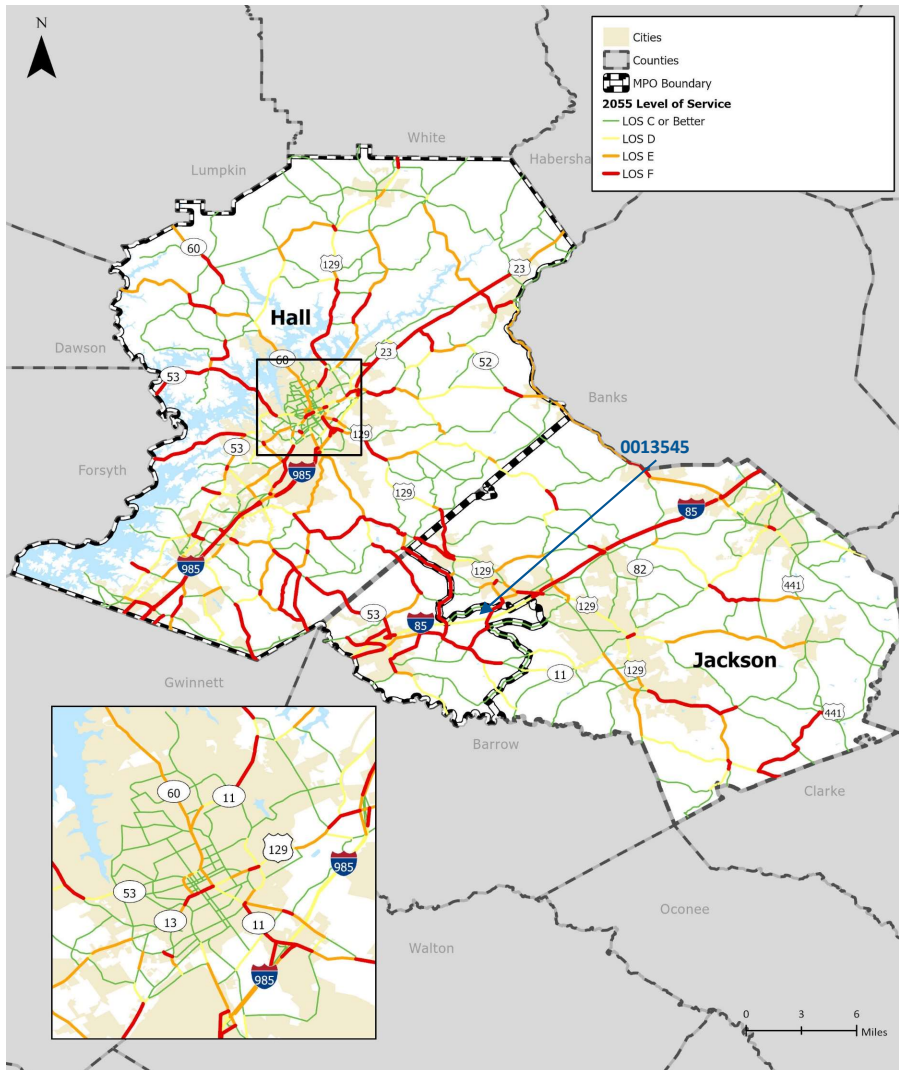 N
Cities
Counties
MPO Boundary
2055 Level of Service
LOS C or Better
LOS D
LOS E
LOS F
White
Habersha
Lumpkin
60
129
23
Hall
Dawson
60
23
52
53
Banks
129
53
0013545
Forsyth
985
129
85
985
129
82
441
53
129
85
Jackson
11
129
Gwinnett
441
Barrow
Clarke
60
11
129
985
53
13
11
Oconee
Walton
985
0 3 6
Miles